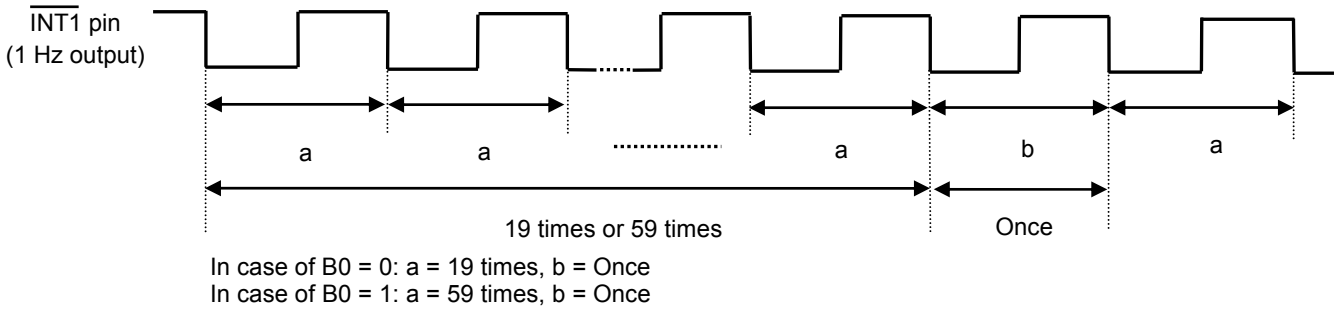 INT1 pin
(1 Hz output)
a a a b a
19 times or 59 times Once
In case of B0 = 0: a = 19 times, b = Once
In case of B0 = 1: a = 59 times, b = Once